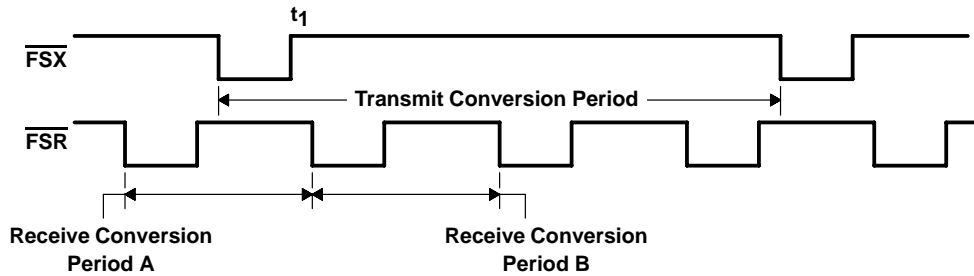 t1
FSX
Transmit Conversion Period
FSR
Receive Conversion
Period A
Receive Conversion
Period B